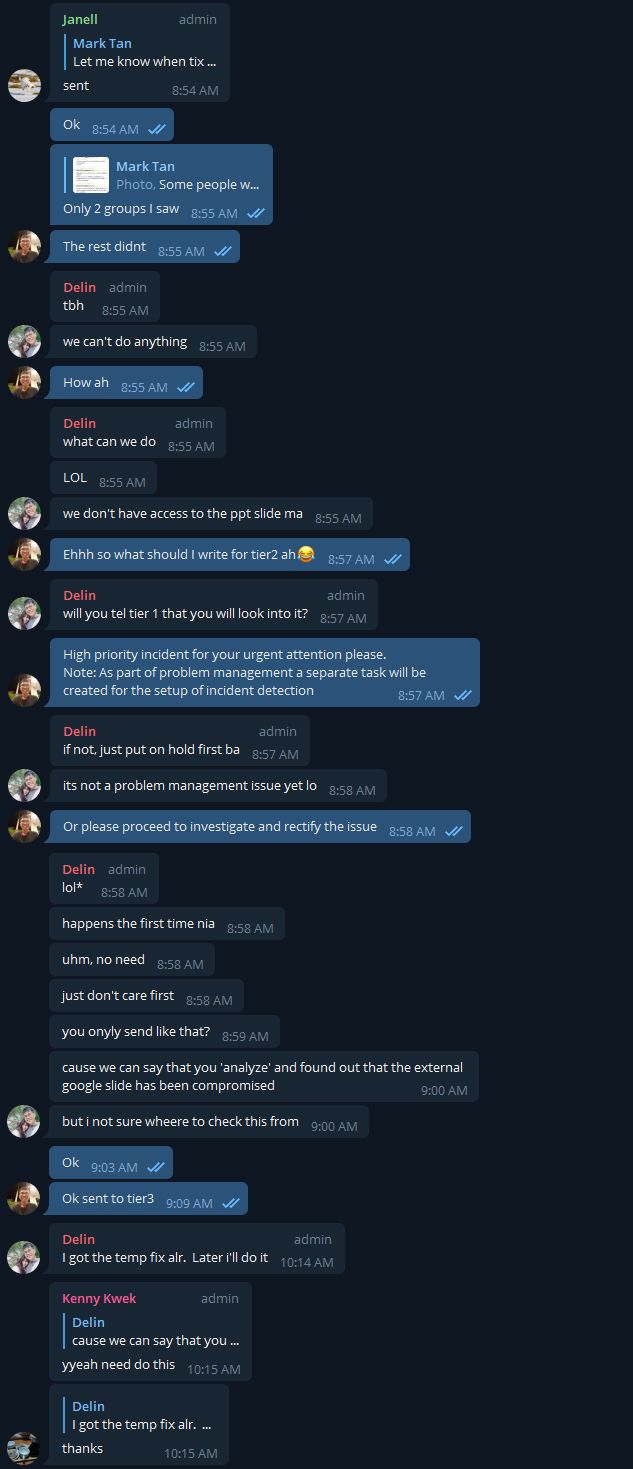 Janell admin
Mark Tan
Let me know when tix ...
sent 8:54 AM
Ok 8:54 AM
Mark Tan
Photo, Some people w...
Only 2 groups I saw 8:55 AM
The rest didnt 8:55 AM
Delin admin
tbh 8:55 AM
we can't do anything 8:55 AM
How ah 8:55 AM
Delin admin
what can we do 8:55 AM
LOL 8:55 AM
we don't have access to the ppt slide ma 8:55 AM
Ehhh so what should I write for tier2 ah😂 8:57 AM
Delin admin
will you tel tier 1 that you will look into it? 8:57 AM
High priority incident for your urgent attention please.
Note: As part of problem management a separate task will be
created for the setup of incident detection 8:57 AM
Delin admin
if not, just put on hold first ba 8:57 AM
its not a problem management issue yet lo 8:58 AM
Or please proceed to investigate and rectify the issue 8:58 AM
Delin admin
lol* 8:58 AM
happens the first time nia 8:58 AM
uhm, no need 8:58 AM
just don't care first 8:58 AM
you onyly send like that? 8:59 AM
cause we can say that you 'analyze' and found out that the external
google slide has been compromised 9:00 AM
but i not sure wheere to check this from 9:00 AM
Ok 9:03 AM
Ok sent to tier3 9:09 AM
Delin admin
I got the temp fix alr. Later i'll do it 10:14 AM
Kenny Kwek admin
Delin
cause we can say that you ...
yyeah need do this 10:15 AM
Delin
I got the temp fix alr. ...
thanks 10:15 AM